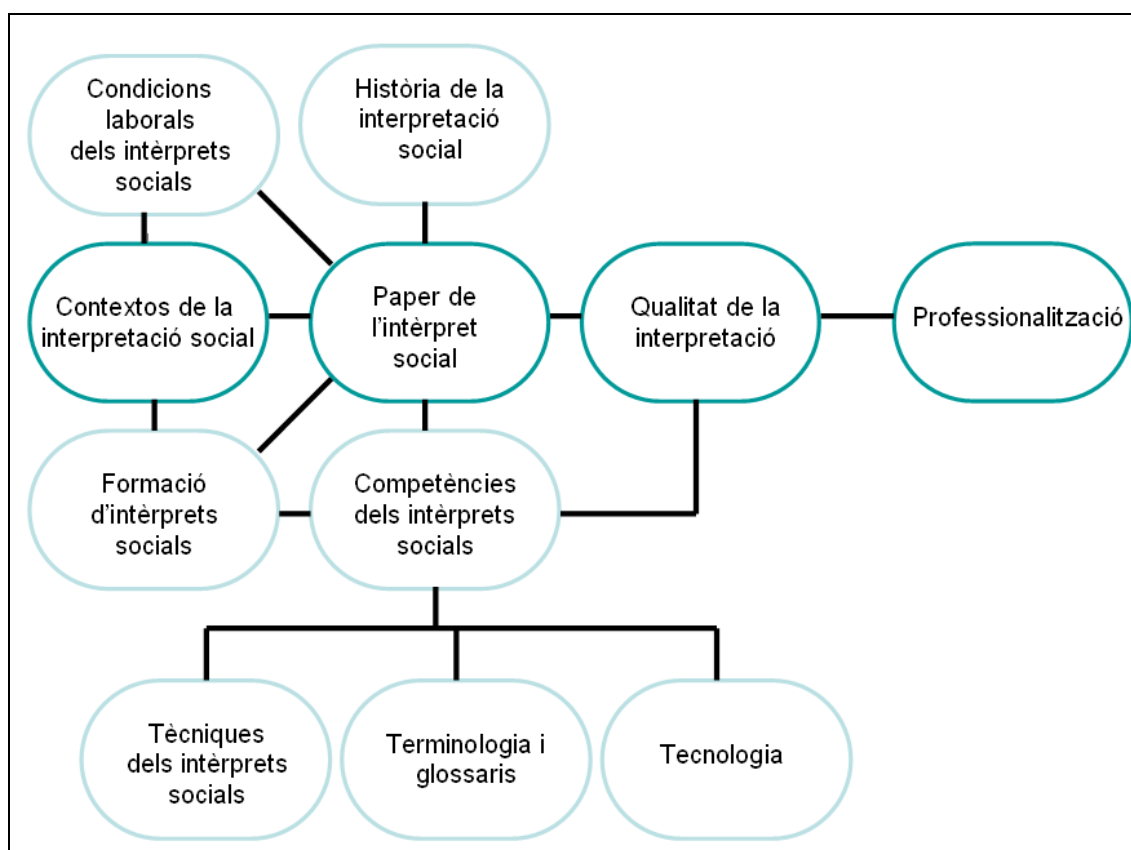 Condicions
laborals
dels intèrprets
socials
Història de la
interpretació
social
Contextos de la
interpretació social
Paper de
l'intèrpret
social
Qualitat de la
interpretació
Professionalització
Formació
d'intèrprets
socials
Competències
dels intèrprets
socials
Tècniques
dels intèrprets
socials
Terminologia i
glossaris
Tecnologia